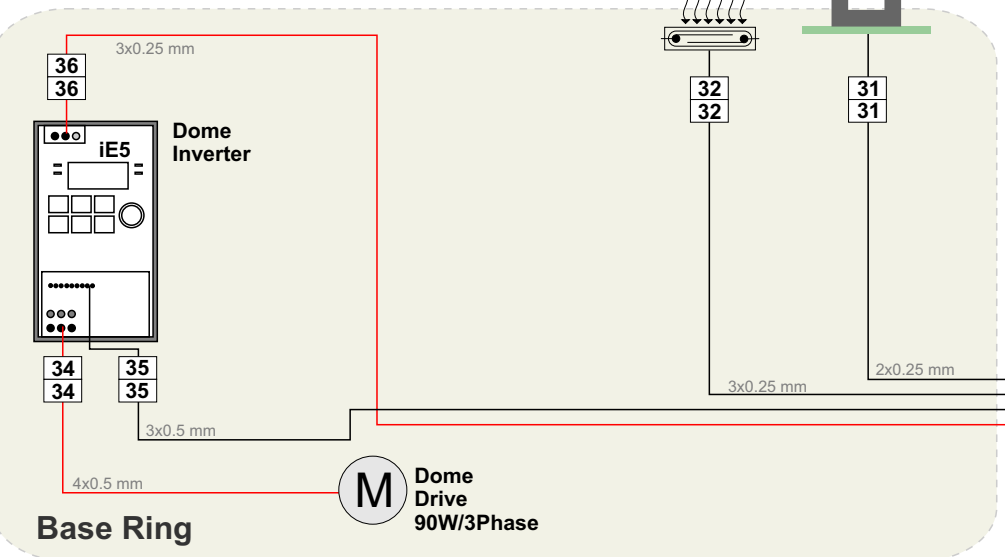 3x0.25 mm
36
36
32
32
31
31
Dome
Inverter
iE5
2x0.25 mm
3x0.25 mm
34
34
35
35
3x0.5 mm
4x0.5 mm
M
Dome
Drive
90W/3Phase
Base Ring